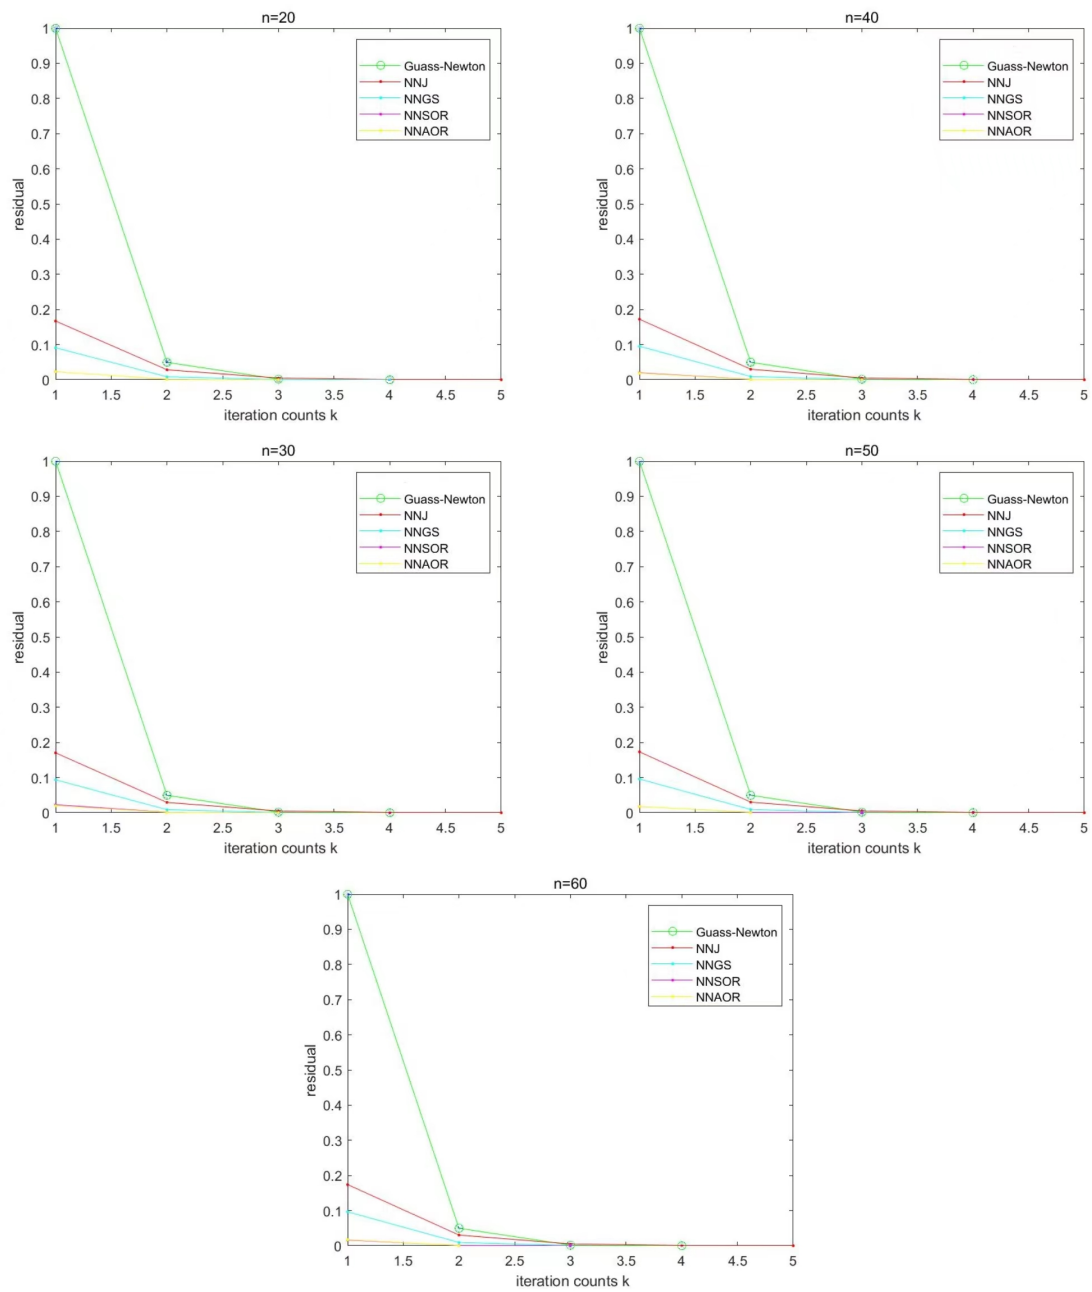 n=20
1
0.9
0.8
0.7
0.6
0.5
0.4
0.3
0.2
0.1
0
residual
Guass-Newton
NNJ
NNGS
NNSOR
NNAOR
1 1.5 2 2.5 3 3.5 4 4.5 5
iteration counts k
n=40
1
0.9
0.8
0.7
0.6
0.5
0.4
0.3
0.2
0.1
0
residual
Guass-Newton
NNJ
NNGS
NNSOR
NNAOR
1 1.5 2 2.5 3 3.5 4 4.5 5
iteration counts k
n=30
1
0.9
0.8
0.7
0.6
0.5
0.4
0.3
0.2
0.1
0
residual
Guass-Newton
NNJ
NNGS
NNSOR
NNAOR
1 1.5 2 2.5 3 3.5 4 4.5 5
iteration counts k
n=50
1
0.9
0.8
0.7
0.6
0.5
0.4
0.3
0.2
0.1
0
residual
Guass-Newton
NNJ
NNGS
NNSOR
NNAOR
1 1.5 2 2.5 3 3.5 4 4.5 5
iteration counts k
n=60
1
0.9
0.8
0.7
0.6
0.5
0.4
0.3
0.2
0.1
0
residual
Guass-Newton
NNJ
NNGS
NNSOR
NNAOR
1 1.5 2 2.5 3 3.5 4 4.5 5
iteration counts k